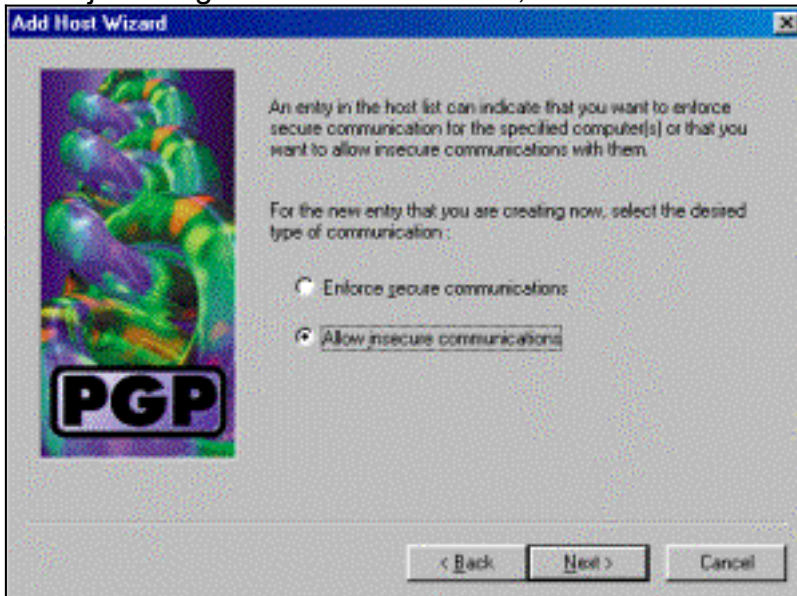 Add Host Wizard
An entry in the host list can indicate that you want to enforce
secure communication for the specified computer(s) or that you
want to allow insecure communications with them.
For the new entry that you are creating now, select the desired
type of communication :
Enforce secure communications
Allow insecure communications
PGP
< Back Next > Cancel